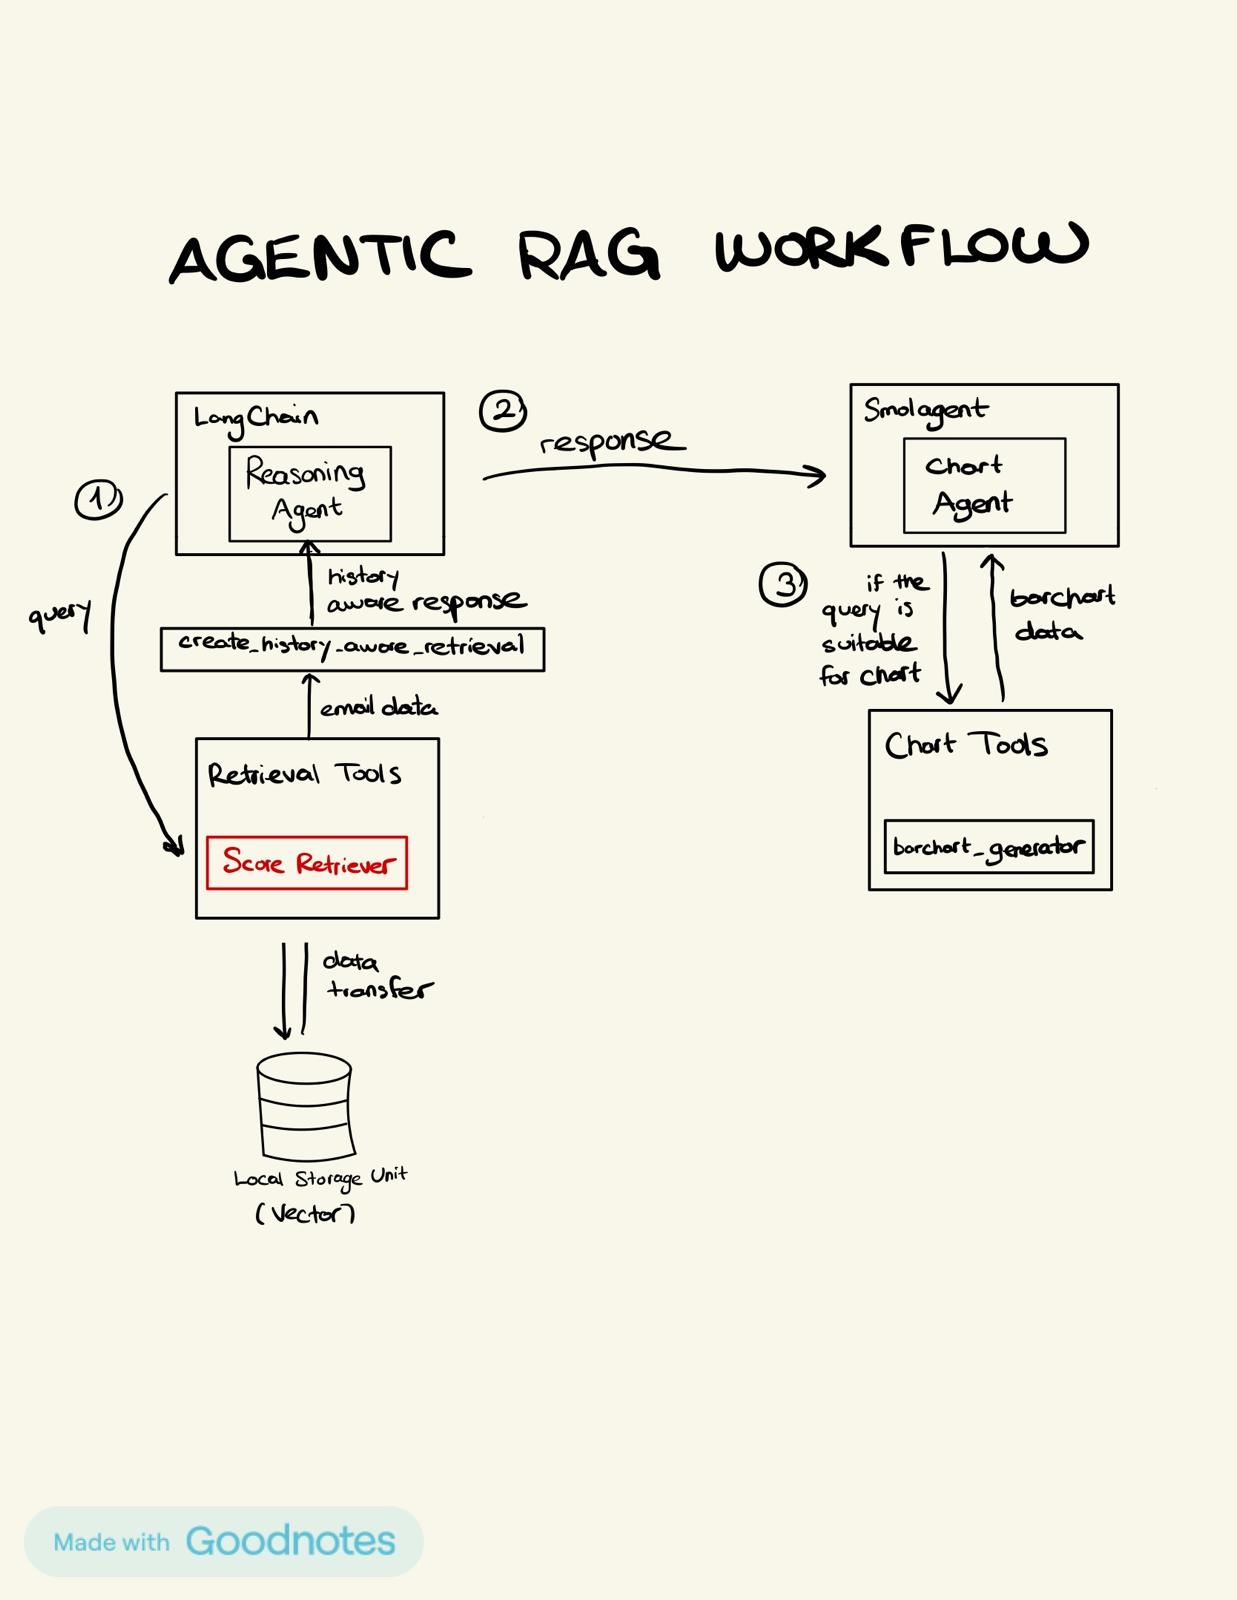 AGENTIC RAG WORKFLOW
LangChain
Reasoning
Agent
1
query
history
aware response
create_history_aware_retrieval
email data
Retrieval Tools
Score Retriever
data
transfer
Local Storage Unit
(Vector)
2
response
Smolagent
Chart
Agent
3
if the
query is
suitable
for chart
barchart
data
Chart Tools
barchart_generator
Made with Goodnotes